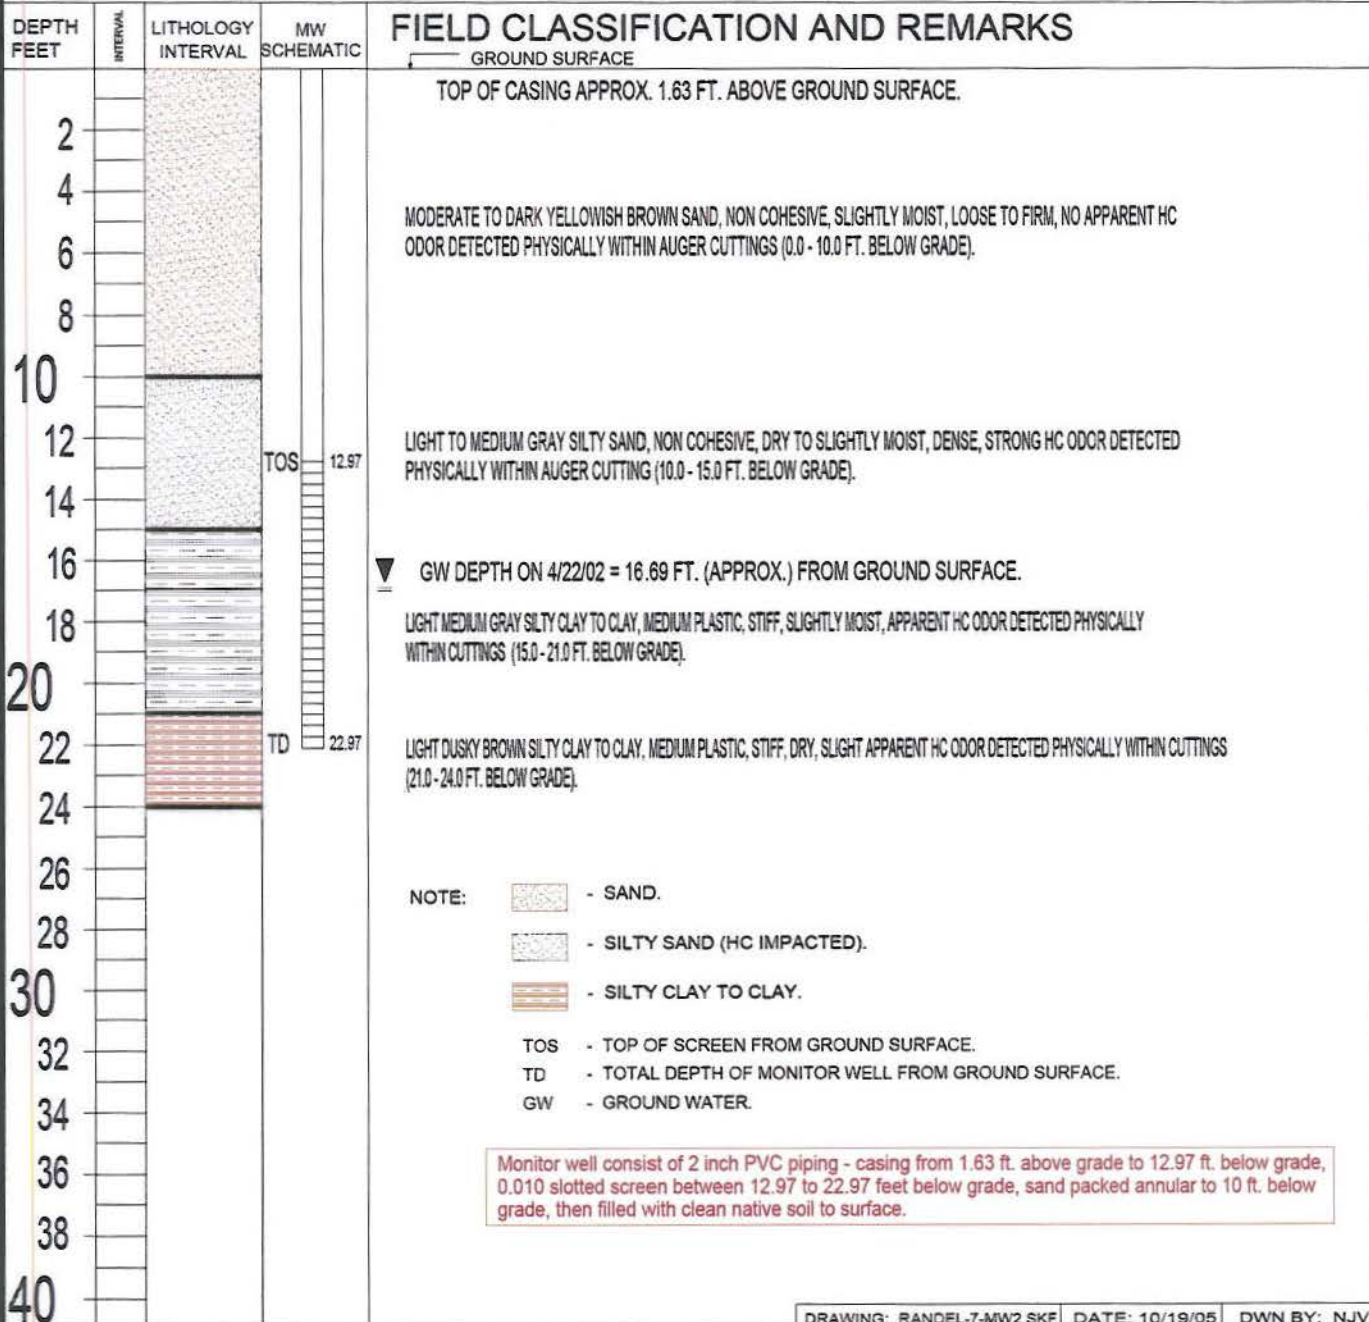 DEPTH FEET
INTERVAL
LITHOLOGY INTERVAL
MW SCHEMATIC
FIELD CLASSIFICATION AND REMARKS
GROUND SURFACE
TOP OF CASING APPROX. 1.63 FT. ABOVE GROUND SURFACE.
2
4
MODERATE TO DARK YELLOWISH BROWN SAND, NON COHESIVE, SLIGHTLY MOIST, LOOSE TO FIRM, NO APPARENT HC
ODOR DETECTED PHYSICALLY WITHIN AUGER CUTTINGS (0.0 - 10.0 FT. BELOW GRADE).
6
8
10
12
LIGHT TO MEDIUM GRAY SILTY SAND, NON COHESIVE, DRY TO SLIGHTLY MOIST, DENSE, STRONG HC ODOR DETECTED
TOS 12.97
PHYSICALLY WITHIN AUGER CUTTING (10.0 - 15.0 FT. BELOW GRADE).
14
16
GW DEPTH ON 4/22/02 = 16.69 FT. (APPROX.) FROM GROUND SURFACE.
18
LIGHT MEDIUM GRAY SILTY CLAY TO CLAY, MEDIUM PLASTIC, STIFF, SLIGHTLY MOIST, APPARENT HC ODOR DETECTED PHYSICALLY
WITHIN CUTTINGS (15.0 - 21.0 FT. BELOW GRADE).
20
22
TD 22.97
LIGHT DUSKY BROWN SILTY CLAY TO CLAY, MEDIUM PLASTIC, STIFF, DRY, SLIGHT APPARENT HC ODOR DETECTED PHYSICALLY WITHIN CUTTINGS
(21.0 - 24.0 FT. BELOW GRADE).
24
26
NOTE: - SAND.
28
- SILTY SAND (HC IMPACTED).
30
- SILTY CLAY TO CLAY.
32
TOS - TOP OF SCREEN FROM GROUND SURFACE.
TD - TOTAL DEPTH OF MONITOR WELL FROM GROUND SURFACE.
34
GW - GROUND WATER.
36
Monitor well consist of 2 inch PVC piping - casing from 1.63 ft. above grade to 12.97 ft. below grade,
0.010 slotted screen between 12.97 to 22.97 feet below grade, sand packed annular to 10 ft. below
grade, then filled with clean native soil to surface.
38
40
DRAWING: RANDEL-7-MW2.SKF DATE: 10/19/05 DWN BY: NJV